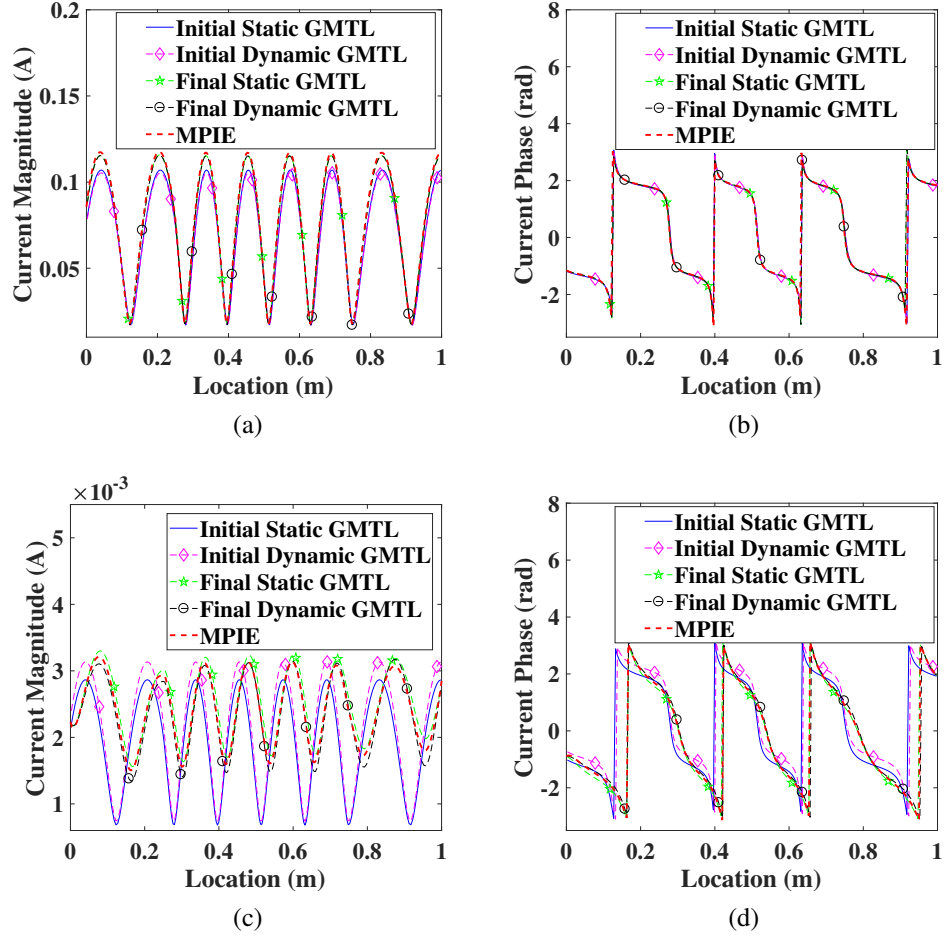 0.2
Initial Static GMTL
Initial Dynamic GMTL
Final Static GMTL
Final Dynamic GMTL
MPIE
0.15
0.1
0.05
Current Magnitude (A)
0 0.2 0.4 0.6 0.8 1
Location (m)
(a)
8
Initial Static GMTL
Initial Dynamic GMTL
Final Static GMTL
Final Dynamic GMTL
MPIE
6
4
2
0
-2
Current Phase (rad)
0 0.2 0.4 0.6 0.8 1
Location (m)
(b)
×10⁻³
Initial Static GMTL
Initial Dynamic GMTL
Final Static GMTL
Final Dynamic GMTL
MPIE
5
4
3
2
1
Current Magnitude (A)
0 0.2 0.4 0.6 0.8 1
Location (m)
(c)
8
Initial Static GMTL
Initial Dynamic GMTL
Final Static GMTL
Final Dynamic GMTL
MPIE
6
4
2
0
-2
Current Phase (rad)
0 0.2 0.4 0.6 0.8 1
Location (m)
(d)